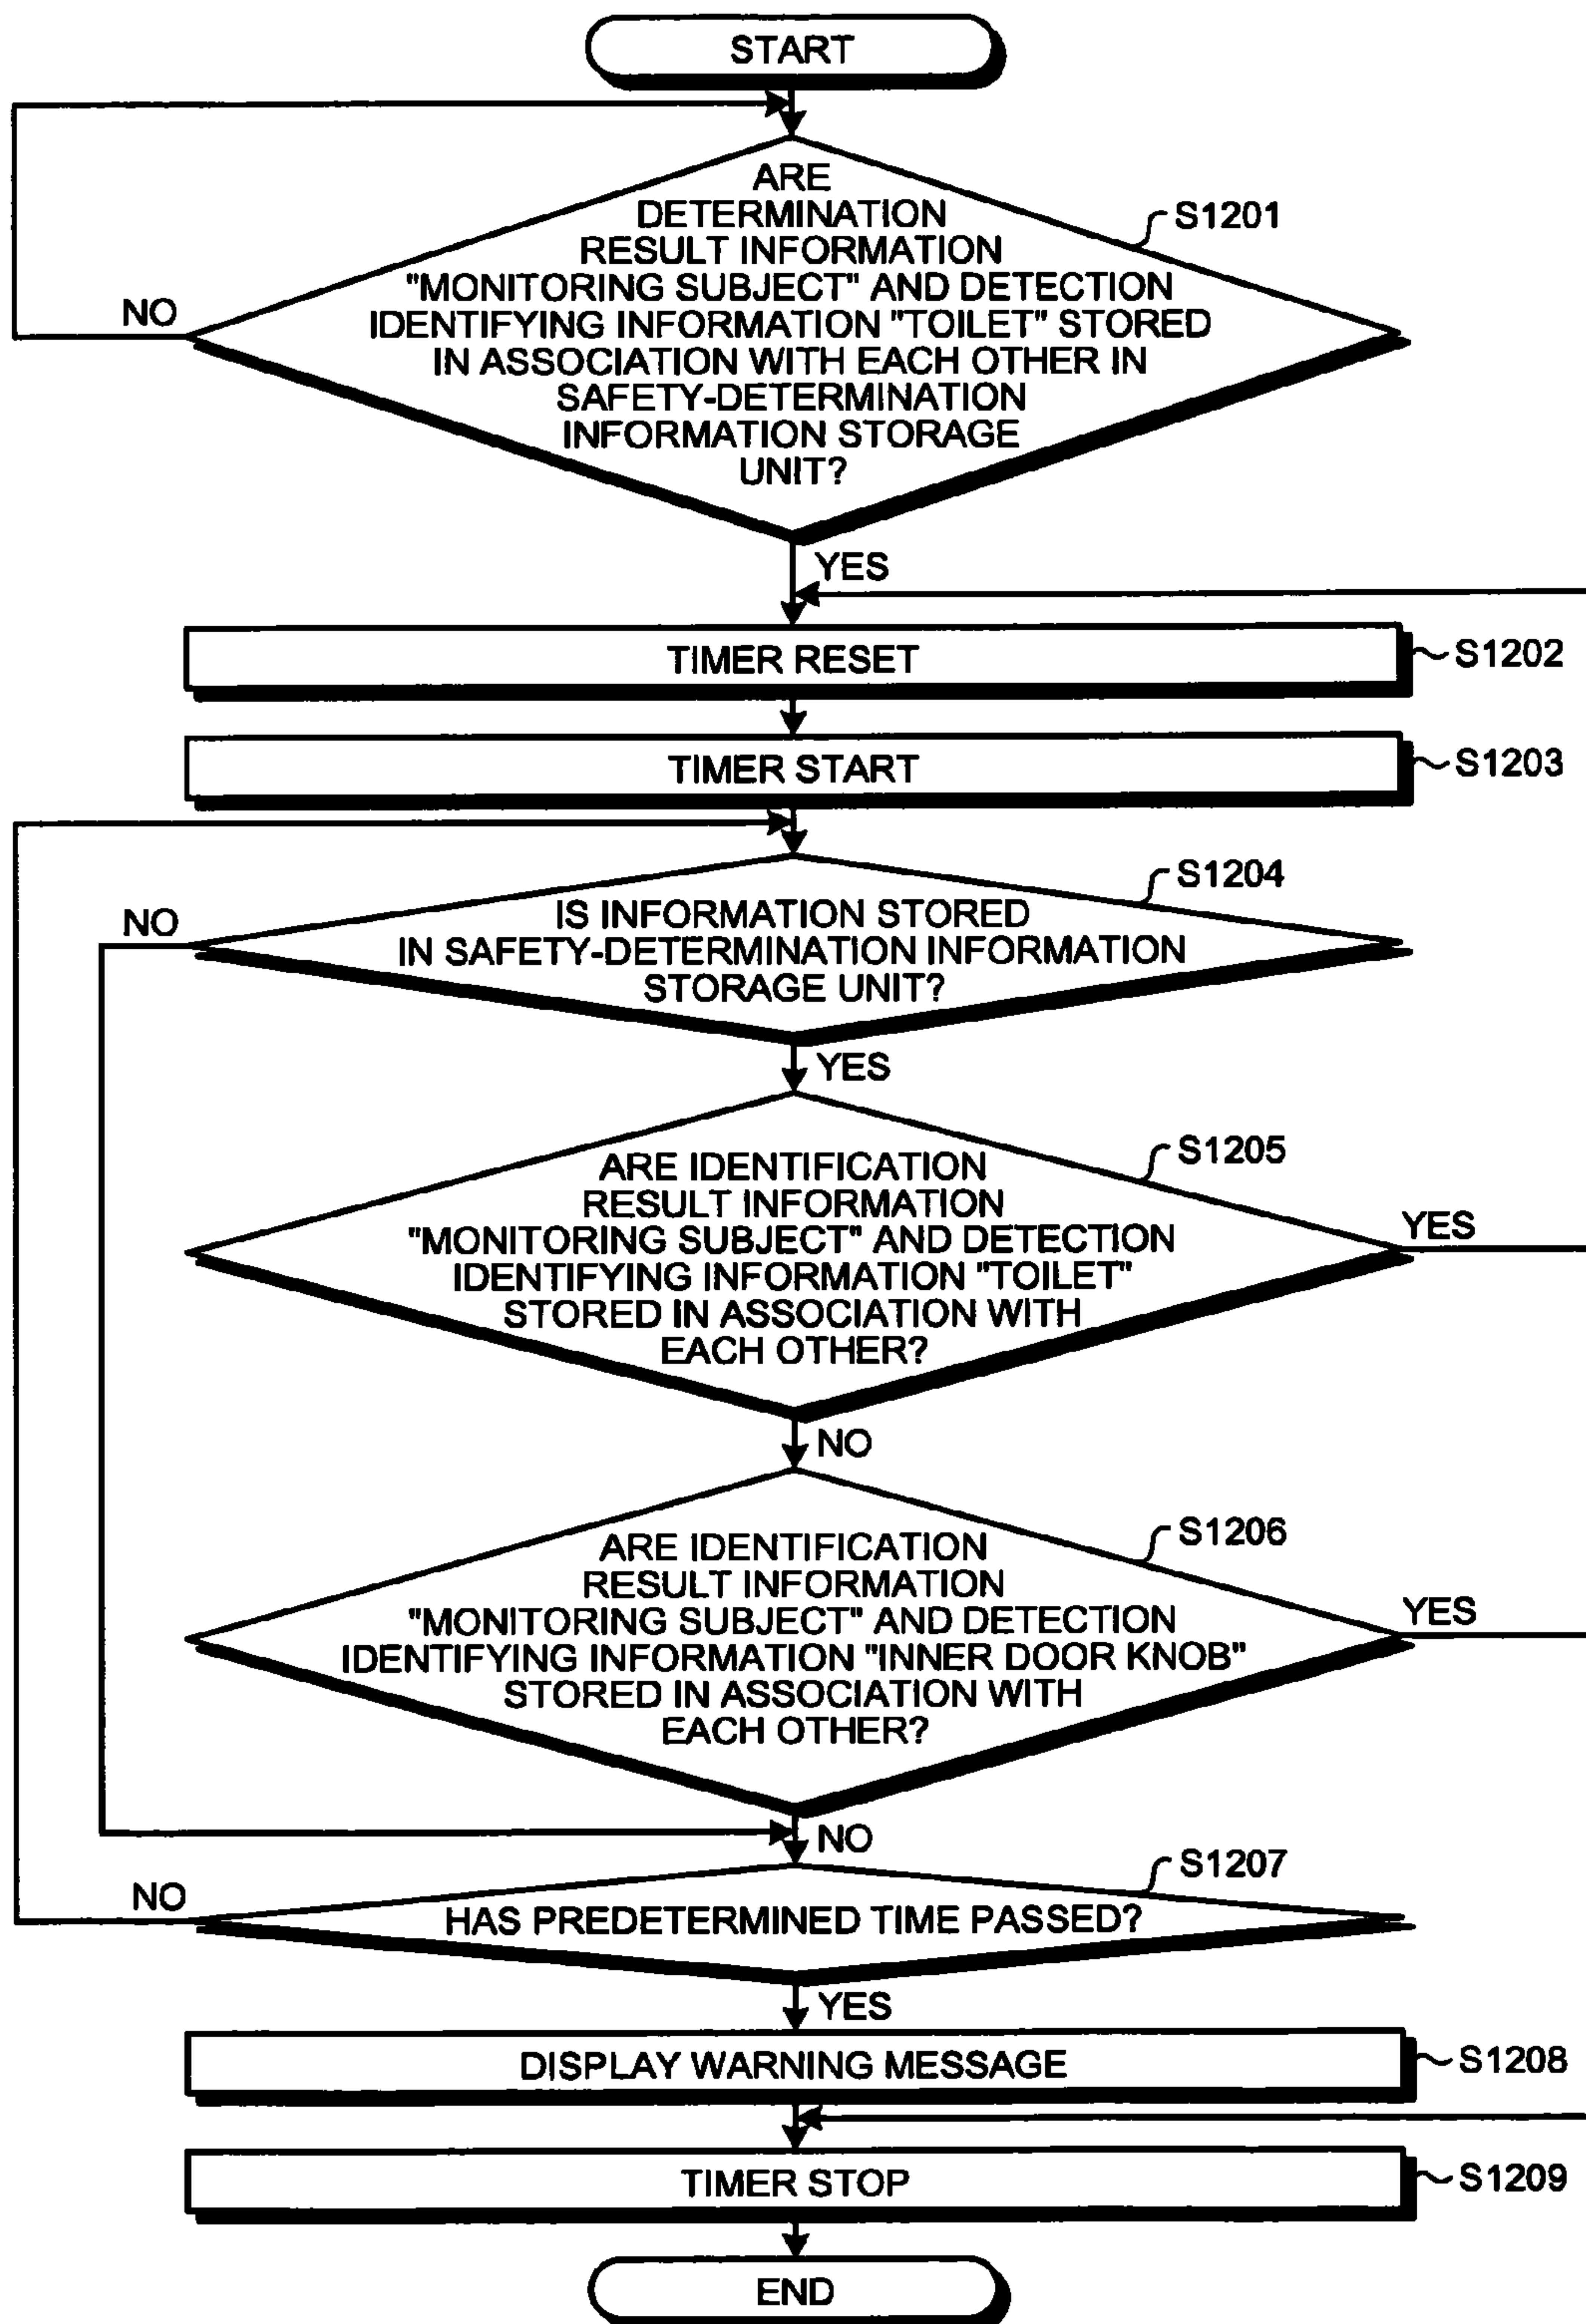 START
ARE
DETERMINATION
RESULT INFORMATION
"MONITORING SUBJECT" AND DETECTION
IDENTIFYING INFORMATION "TOILET" STORED
IN ASSOCIATION WITH EACH OTHER IN
SAFETY-DETERMINATION
INFORMATION STORAGE
UNIT?
S1201
NO
YES
TIMER RESET
S1202
TIMER START
S1203
S1204
NO
IS INFORMATION STORED
IN SAFETY-DETERMINATION INFORMATION
STORAGE UNIT?
YES
S1205
ARE IDENTIFICATION
RESULT INFORMATION
"MONITORING SUBJECT" AND DETECTION
IDENTIFYING INFORMATION "TOILET"
STORED IN ASSOCIATION WITH
EACH OTHER?
YES
NO
S1206
ARE IDENTIFICATION
RESULT INFORMATION
"MONITORING SUBJECT" AND DETECTION
IDENTIFYING INFORMATION "INNER DOOR KNOB"
STORED IN ASSOCIATION WITH
EACH OTHER?
YES
NO
S1207
NO
HAS PREDETERMINED TIME PASSED?
YES
DISPLAY WARNING MESSAGE
S1208
TIMER STOP
S1209
END